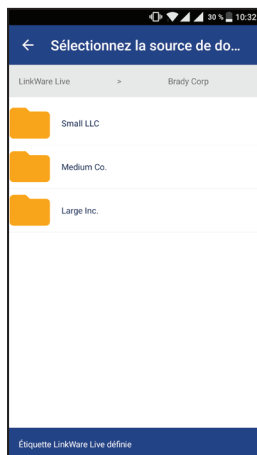 30 % 10:32
Sélectionnez la source de do...
LinkWare Live > Brady Corp
Small LLC
Medium Co.
Large Inc.
Étiquette LinkWare Live définie